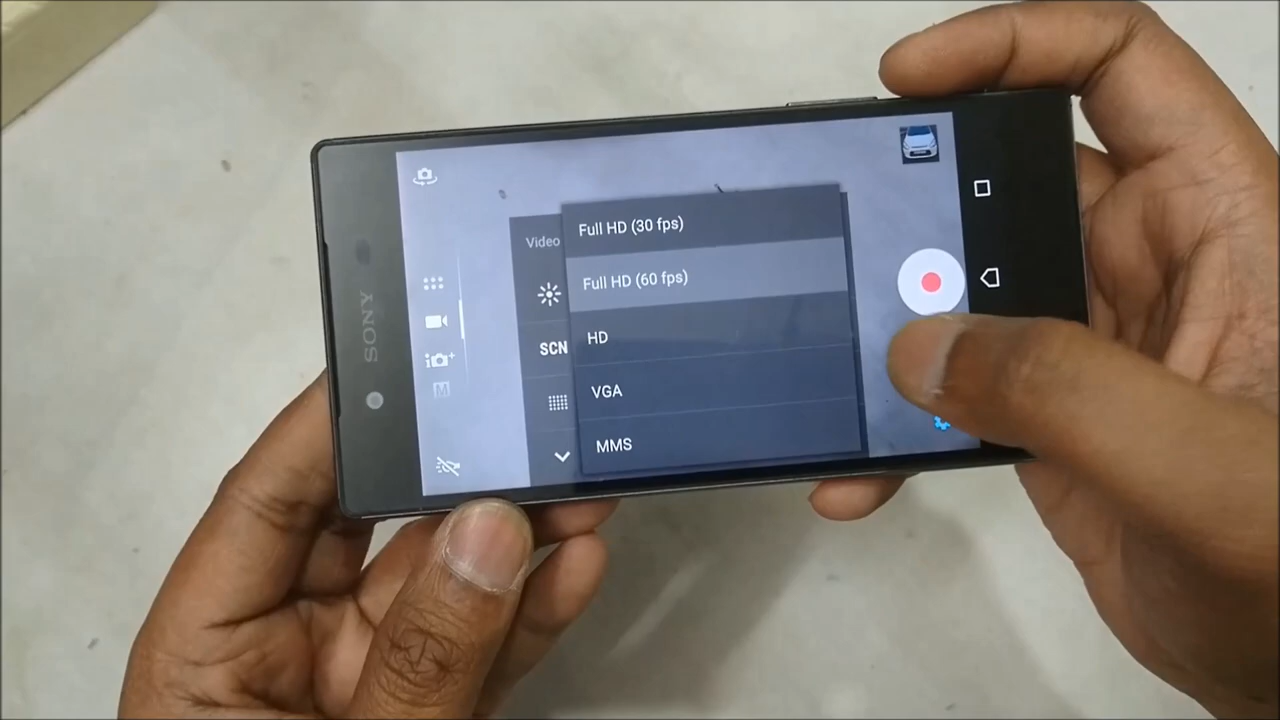 SONY
Video
SCN
Full HD (30 fps)
Full HD (60 fps)
HD
VGA
MMS
M